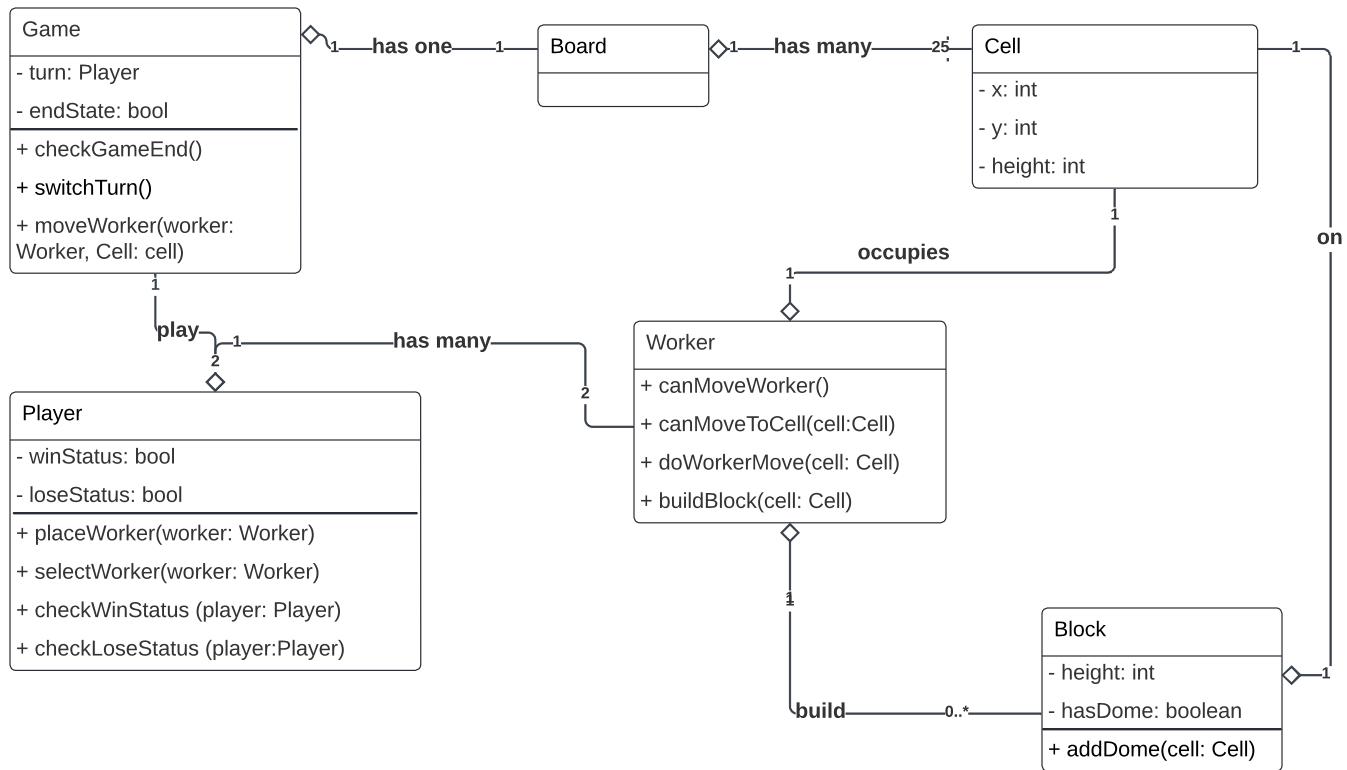 Game
- turn: Player
- endState: bool
+ checkGameEnd()
+ switchTurn()
+ moveWorker(worker:
Worker, Cell: cell)
1
has one
1
Board
1
has many
25
Cell
- x: int
- y: int
- height: int
1
on
1
1
occupies
1
1
play
2
1
has many
2
Player
- winStatus: bool
- loseStatus: bool
+ placeWorker(worker: Worker)
+ selectWorker(worker: Worker)
+ checkWinStatus (player: Player)
+ checkLoseStatus (player:Player)
Worker
+ canMoveWorker()
+ canMoveToCell(cell:Cell)
+ doWorkerMove(cell: Cell)
+ buildBlock(cell: Cell)
1
build
0..*
Block
- height: int
- hasDome: boolean
+ addDome(cell: Cell)